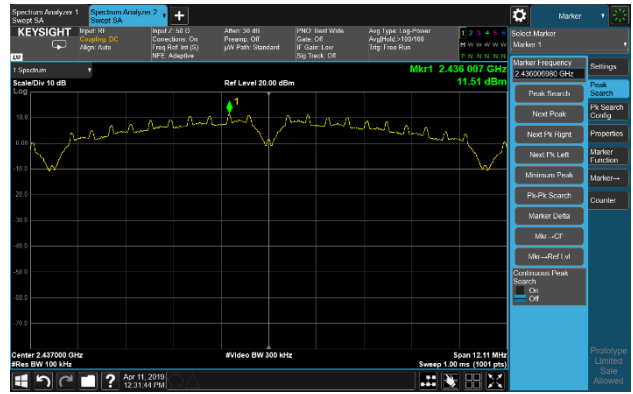 Spectrum Analyzer 1
Swept SA
Spectrum Analyzer 2
Swept SA
Marker
KEYSIGHT
Input: RF
Coupling: DC
Align: Auto
Input Z: 50 Ω
Corrections: On
Freq Ref: Int (S)
NFE: Adaptive
Atten: 30 dB
Preamp: Off
µW Path: Standard
PNO: Best Wide
Gate: Off
IF Gain: Low
Sig Track: Off
Avg Type: Log-Power
Avg|Hold:>100/100
Trig: Free Run
1 2 3 4 5 6
M W W W W W
P N N N N N
1 Spectrum
Scale/Div 10 dB
Ref Level 20.00 dBm
Mkr1 2.436 007 GHz
11.51 dBm
Log
1
10.0
0.00
-10.0
-20.0
-30.0
-50.0
-60.0
-70.0
Center 2.437000 GHz
#Res BW 100 kHz
#Video BW 300 kHz
Span 12.11 MHz
Sweep 1.00 ms (1001 pts)
Apr 11, 2019
12:31:44 PM
Select Marker
Marker 1
Marker Frequency
2.436006980 GHz
Peak Search
Next Peak
Next Pk Right
Next Pk Left
Minimum Peak
Pk-Pk Search
Marker Delta
Mkr→CF
Mkr→Ref Lvl
Continuous Peak
Search
On
Off
Settings
Peak
Search
Pk Search
Config
Properties
Marker
Function
Marker→
Counter
Prototype
Limited
Sale
Allowed